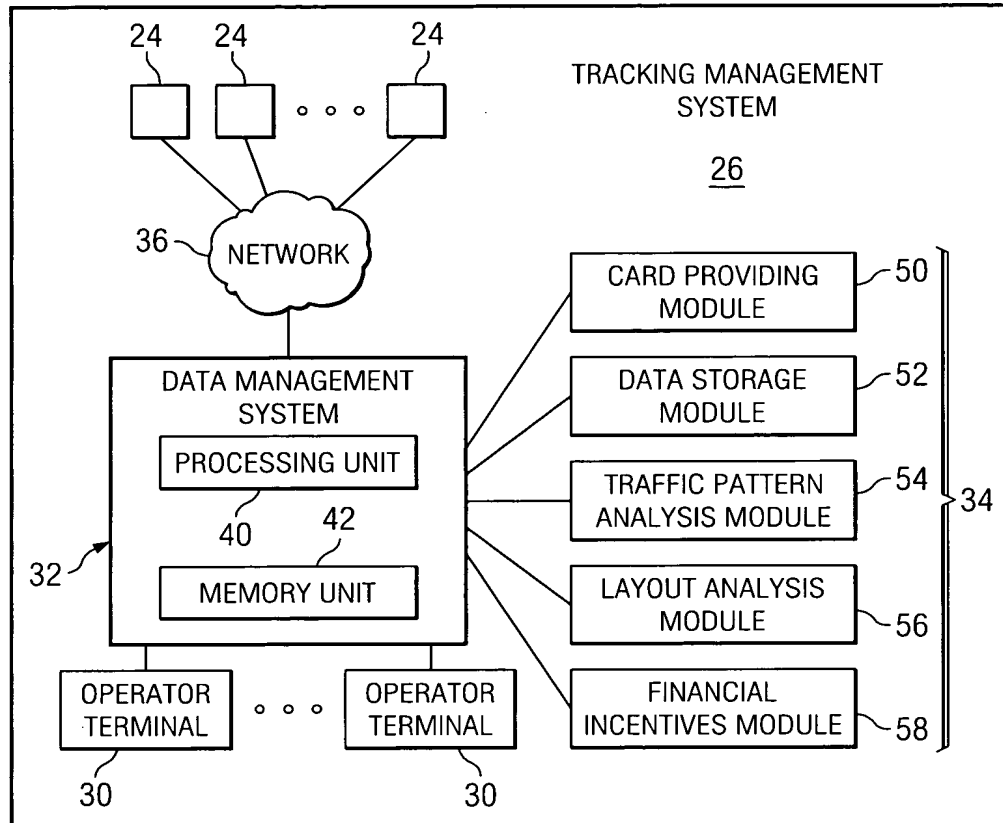 24 24 24
TRACKING MANAGEMENT
SYSTEM
26
36
NETWORK
CARD PROVIDING
MODULE
50
DATA STORAGE
MODULE
52
TRAFFIC PATTERN
ANALYSIS MODULE
54
34
LAYOUT ANALYSIS
MODULE
56
FINANCIAL
INCENTIVES MODULE
58
DATA MANAGEMENT
SYSTEM
PROCESSING UNIT
40 42
32
MEMORY UNIT
OPERATOR
TERMINAL
OPERATOR
TERMINAL
30 30